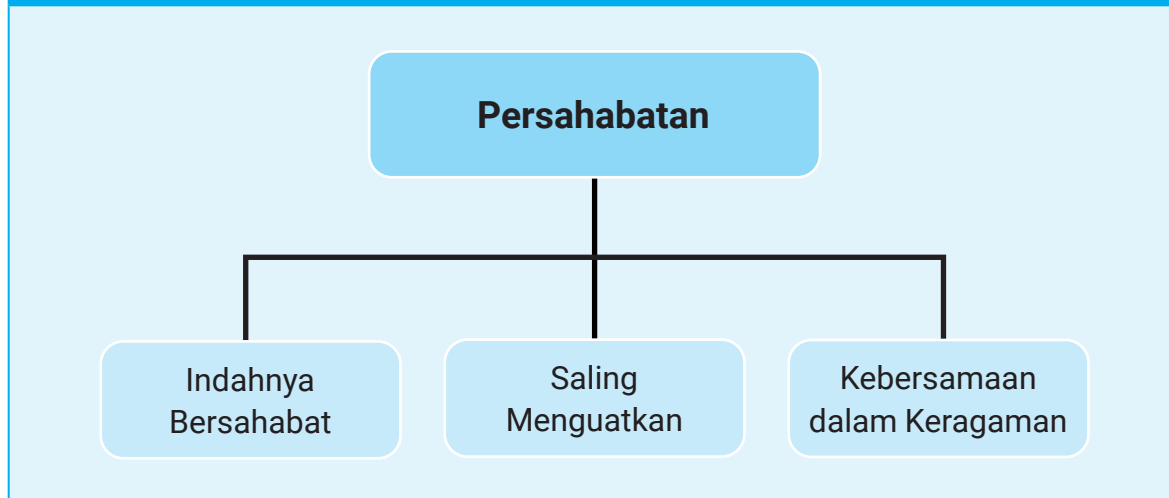 Persahabatan
Indahnya
Bersahabat
Saling
Menguatkan
Kebersamaan
dalam Keragaman